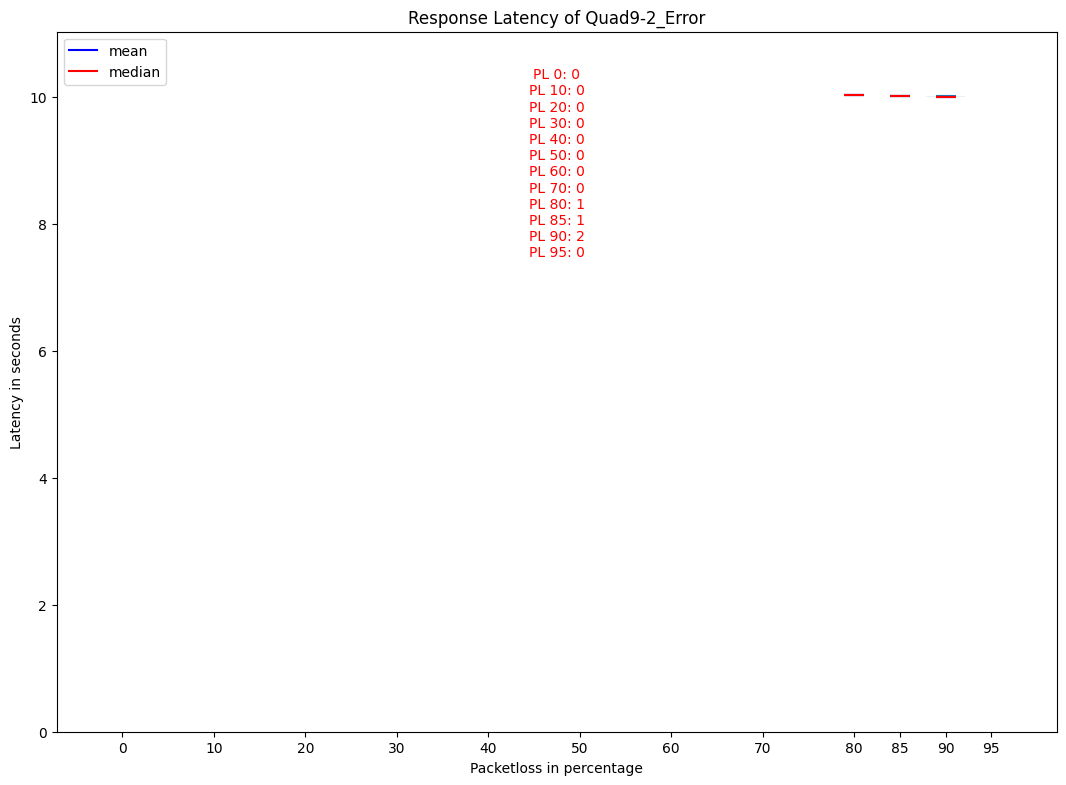 Response Latency of Quad9-2_Error
mean
median
PL 0: 0
PL 10: 0
PL 20: 0
PL 30: 0
PL 40: 0
PL 50: 0
PL 60: 0
PL 70: 0
PL 80: 1
PL 85: 1
PL 90: 2
PL 95: 0
Latency in seconds
10
8
6
4
2
0
0 10 20 30 40 50 60 70 80 85 90 95
Packetloss in percentage